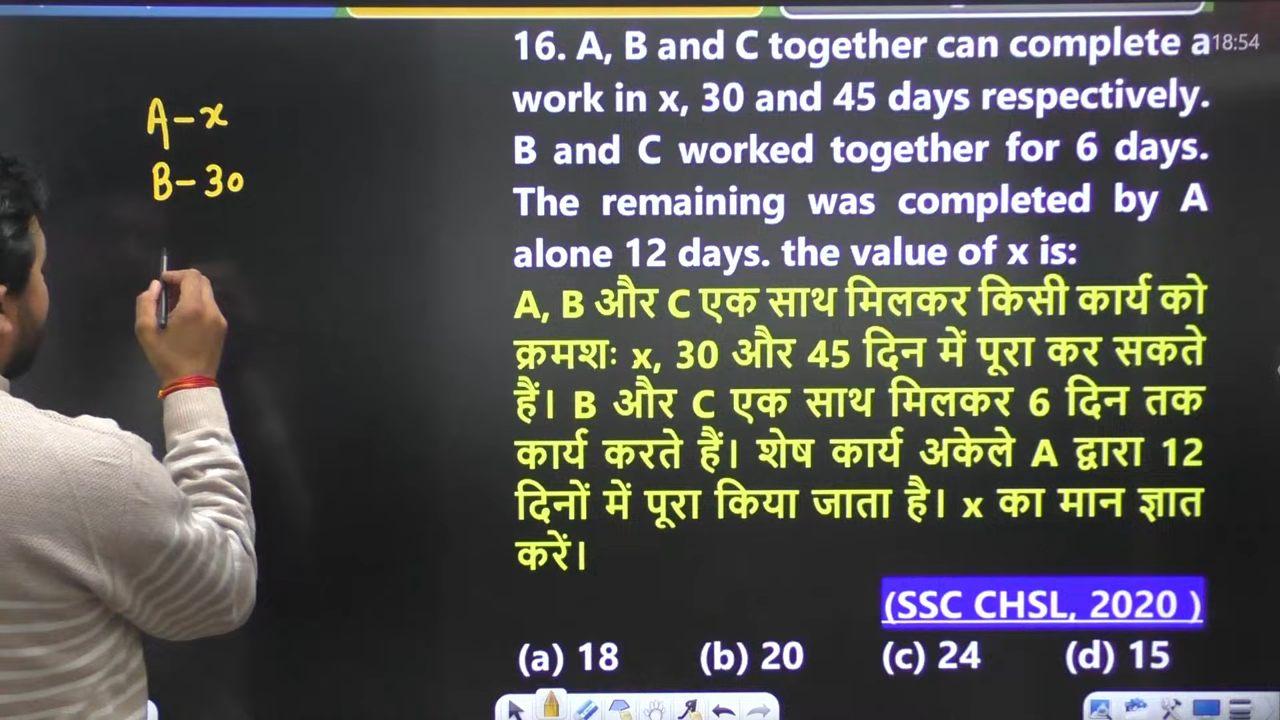 16. A, B and C together can complete a
18:54
work in x, 30 and 45 days respectively.
B and C worked together for 6 days.
The remaining was completed by A
alone 12 days. the value of x is:
A, B और C एक साथ मिलकर किसी कार्य को
क्रमशः x, 30 और 45 दिन में पूरा कर सकते
हैं। B और C एक साथ मिलकर 6 दिन तक
कार्य करते हैं। शेष कार्य अकेले A द्वारा 12
दिनों में पूरा किया जाता है। x का मान ज्ञात
करें।
(SSC CHSL, 2020 )
(a) 18 (b) 20 (c) 24 (d) 15
A-x
B-30